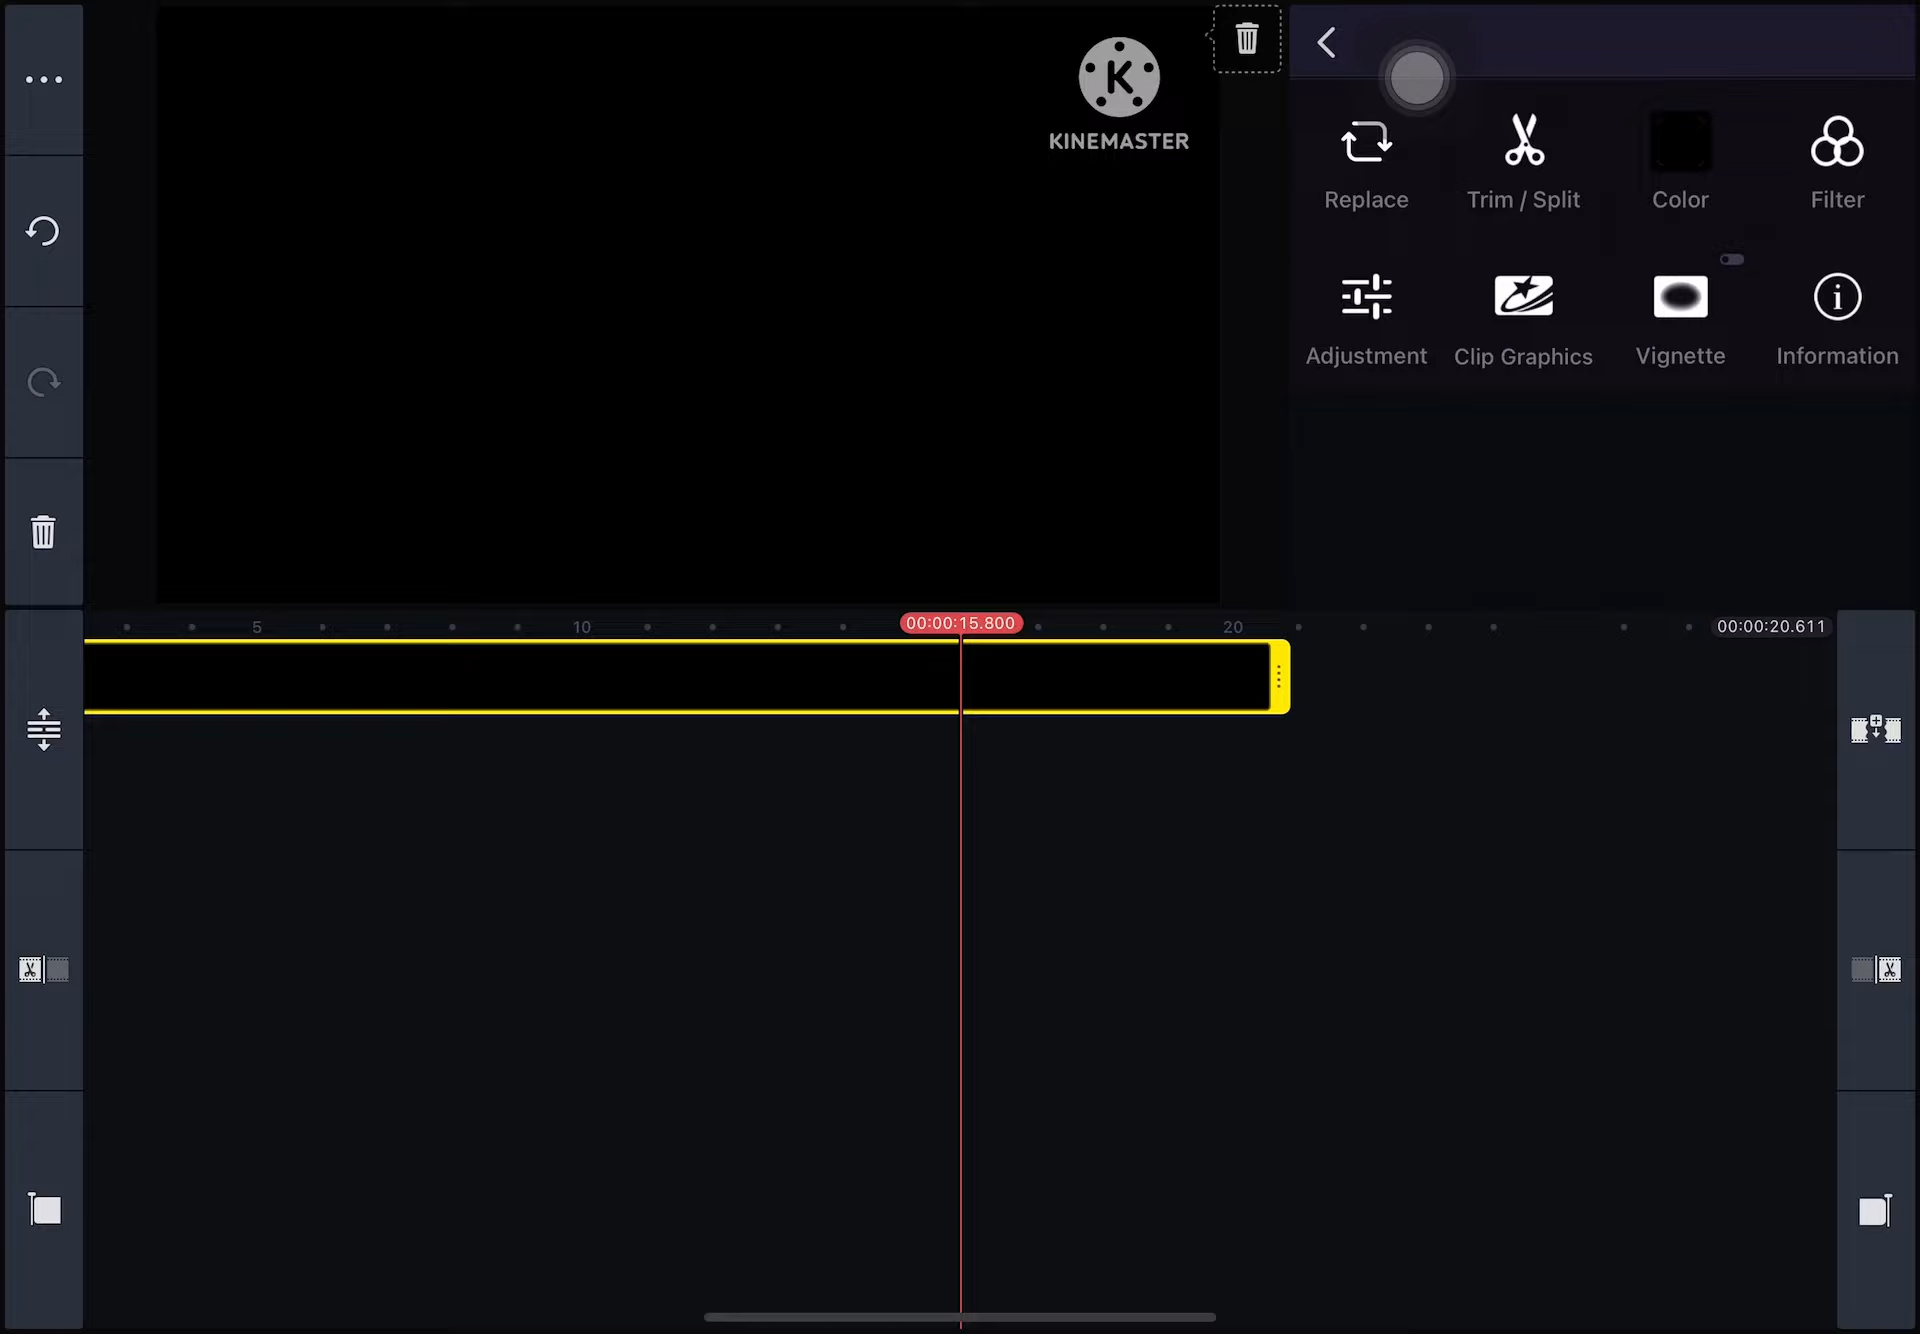 K
KINEMASTER
Replace
Trim / Split
Color
Filter
Adjustment
Clip Graphics
Vignette
Information
5
10
00:00:15.800
20
00:00:20.611